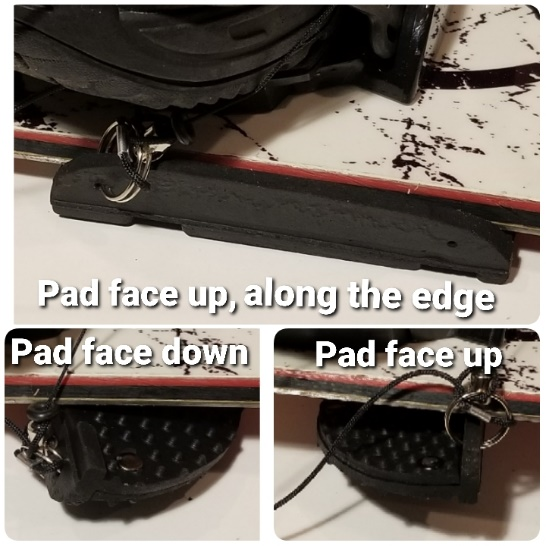 Pad face up, along the edge
Pad face down
Pad face up